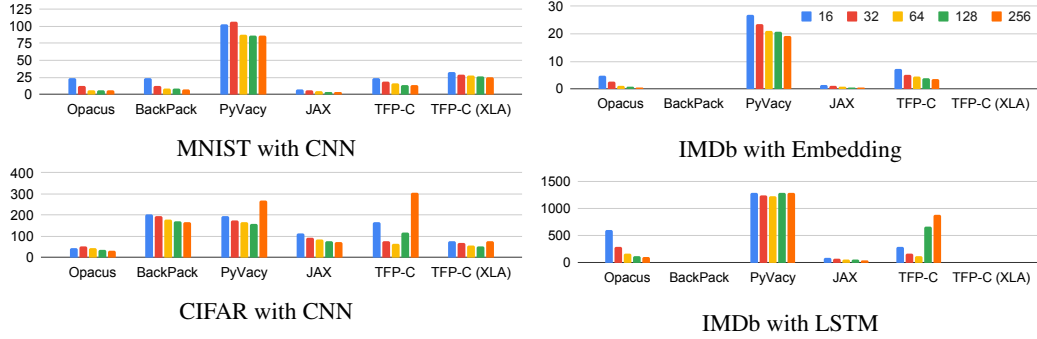 125
100
75
50
25
0
Opacus BackPack PyVacy JAX TFP-C TFP-C (XLA)
MNIST with CNN
16 32 64 128 256
30
20
10
0
Opacus BackPack PyVacy JAX TFP-C TFP-C (XLA)
IMDb with Embedding
400
300
200
100
0
Opacus BackPack PyVacy JAX TFP-C TFP-C (XLA)
CIFAR with CNN
1500
1000
500
0
Opacus BackPack PyVacy JAX TFP-C TFP-C (XLA)
IMDb with LSTM